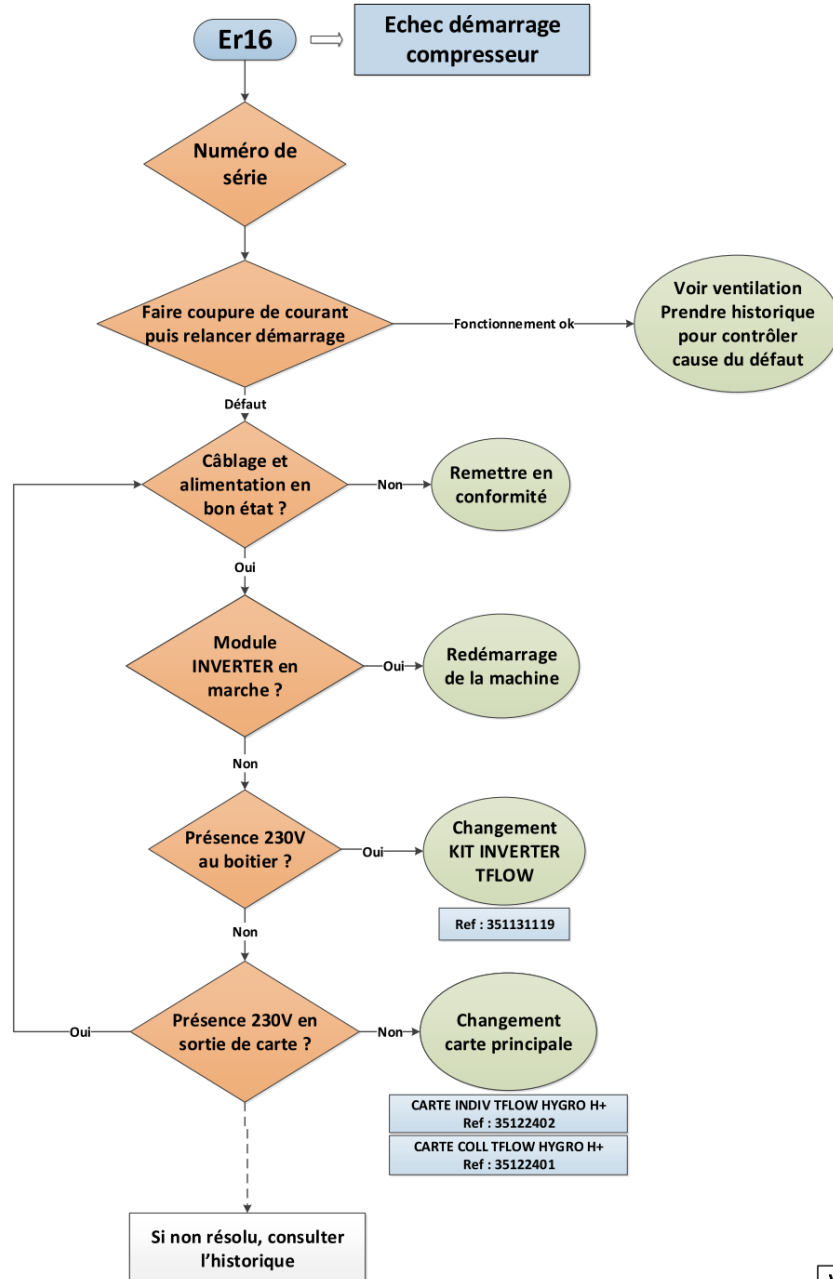 Er16
Echec démarrage
compresseur
Numéro de
série
Faire coupure de courant
puis relancer démarrage
Fonctionnement ok
Voir ventilation
Prendre historique
pour contrôler
cause du défaut
Défaut
Câblage et
alimentation en
bon état ?
Non
Remettre en
conformité
Oui
Module
INVERTER en
marche ?
Oui
Redémarrage
de la machine
Non
Présence 230V
au boitier ?
Oui
Changement
KIT INVERTER
TFLOW
Ref : 351131119
Non
Oui
Présence 230V en
sortie de carte ?
Non
Changement
carte principale
CARTE INDIV TFLOW HYGRO H+
Ref : 35122402
CARTE COLL TFLOW HYGRO H+
Ref : 35122401
Si non résolu, consulter
l'historique